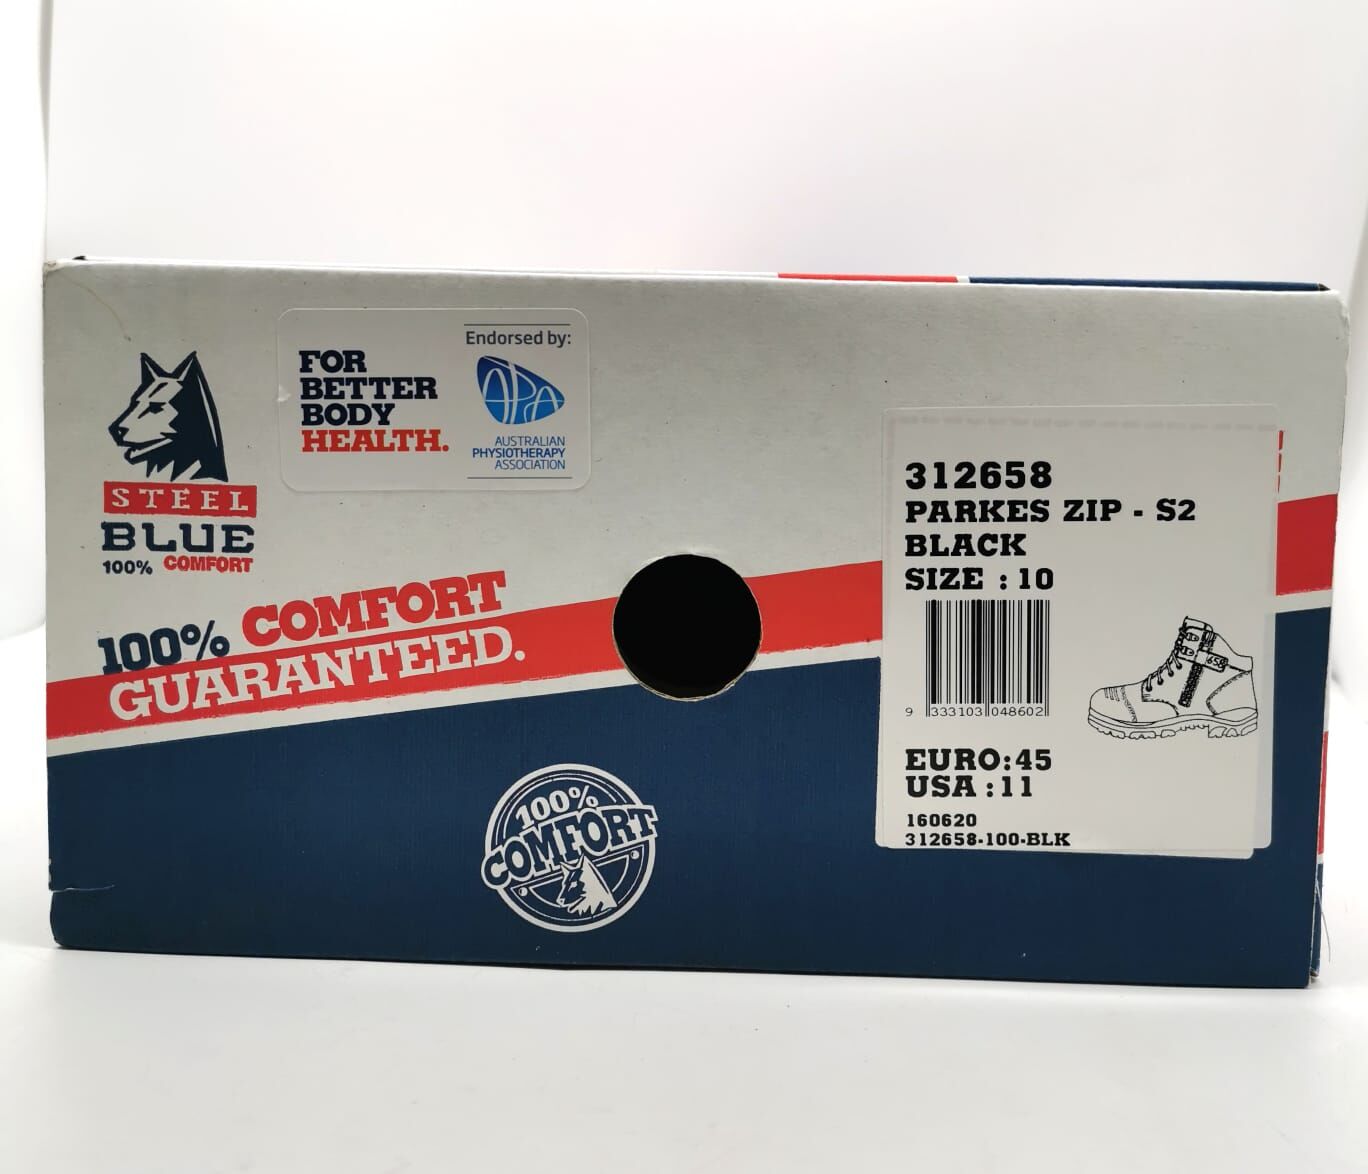 STEEL
BLUE
100% COMFORT
FOR
BETTER
BODY
HEALTH.
Endorsed by:
APA
AUSTRALIAN
PHYSIOTHERAPY
ASSOCIATION
100% COMFORT
GUARANTEED.
100%
COMFORT
312658
PARKES ZIP - S2
BLACK
SIZE : 10
9 333103 048602
658
EURO:45
USA :11
160620
312658-100-BLK